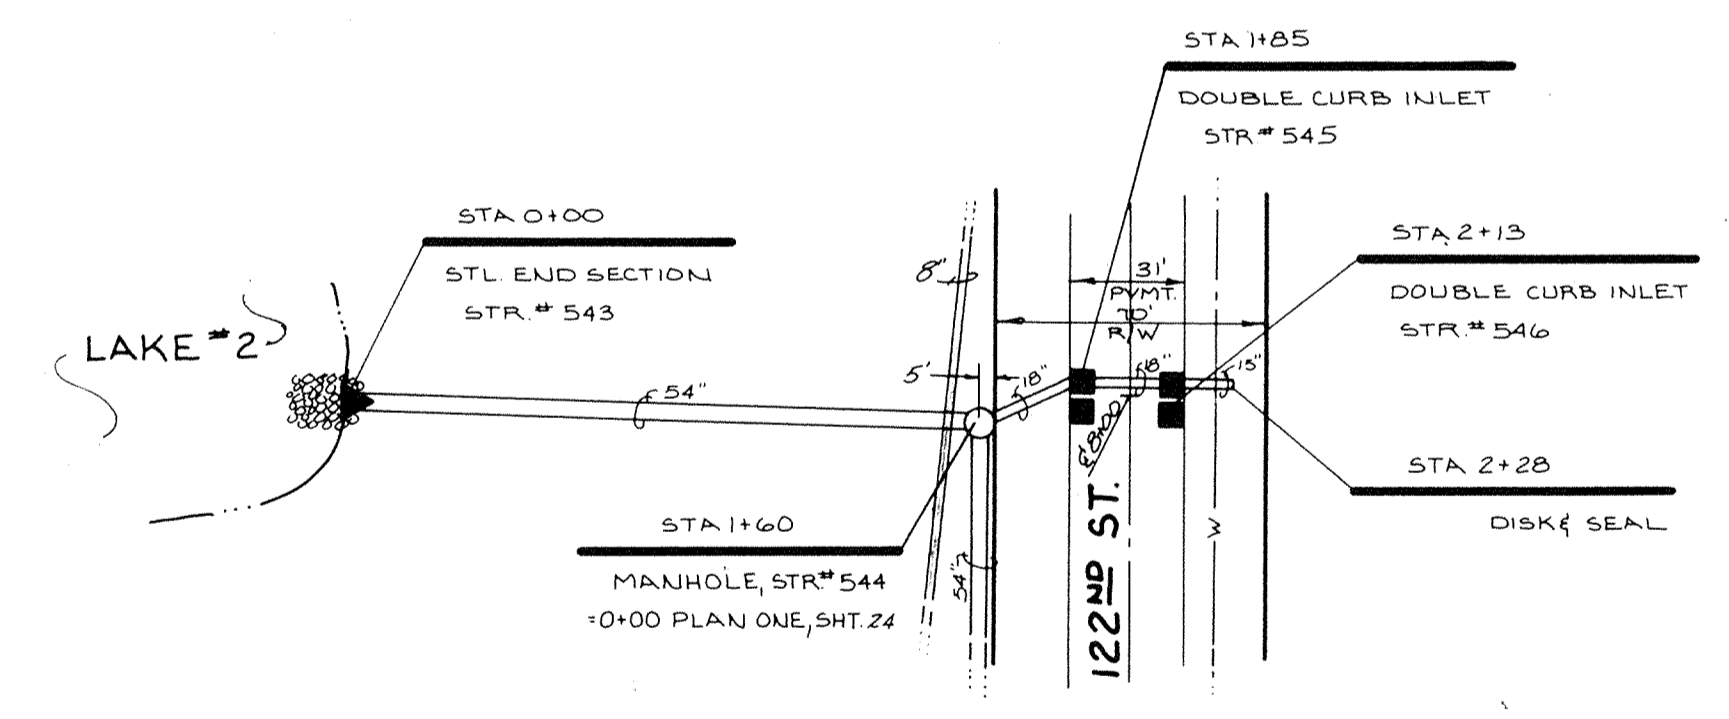 STA 1+85
DOUBLE CURB INLET
STR.# 545
STA 0+00
STL. END SECTION
STR.# 543
LAKE #2
STA. 2+13
DOUBLE CURB INLET
STR.# 546
8"
31'
PVMT.
70'
R/W
5'
54"
18"
18"
15"
℄ 8+00
STA 2+28
DISK & SEAL
STA 1+60
MANHOLE, STR.# 544
=0+00 PLAN ONE, SHT. 24
54"
122ND ST.
W